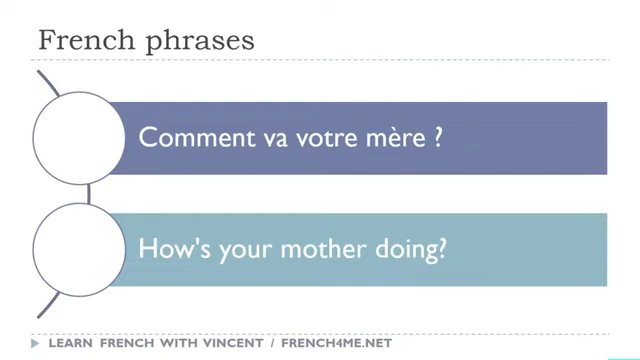 French phrases
Comment va votre mère ?
How's your mother doing?
LEARN FRENCH WITH VINCENT / FRENCH4ME.NET